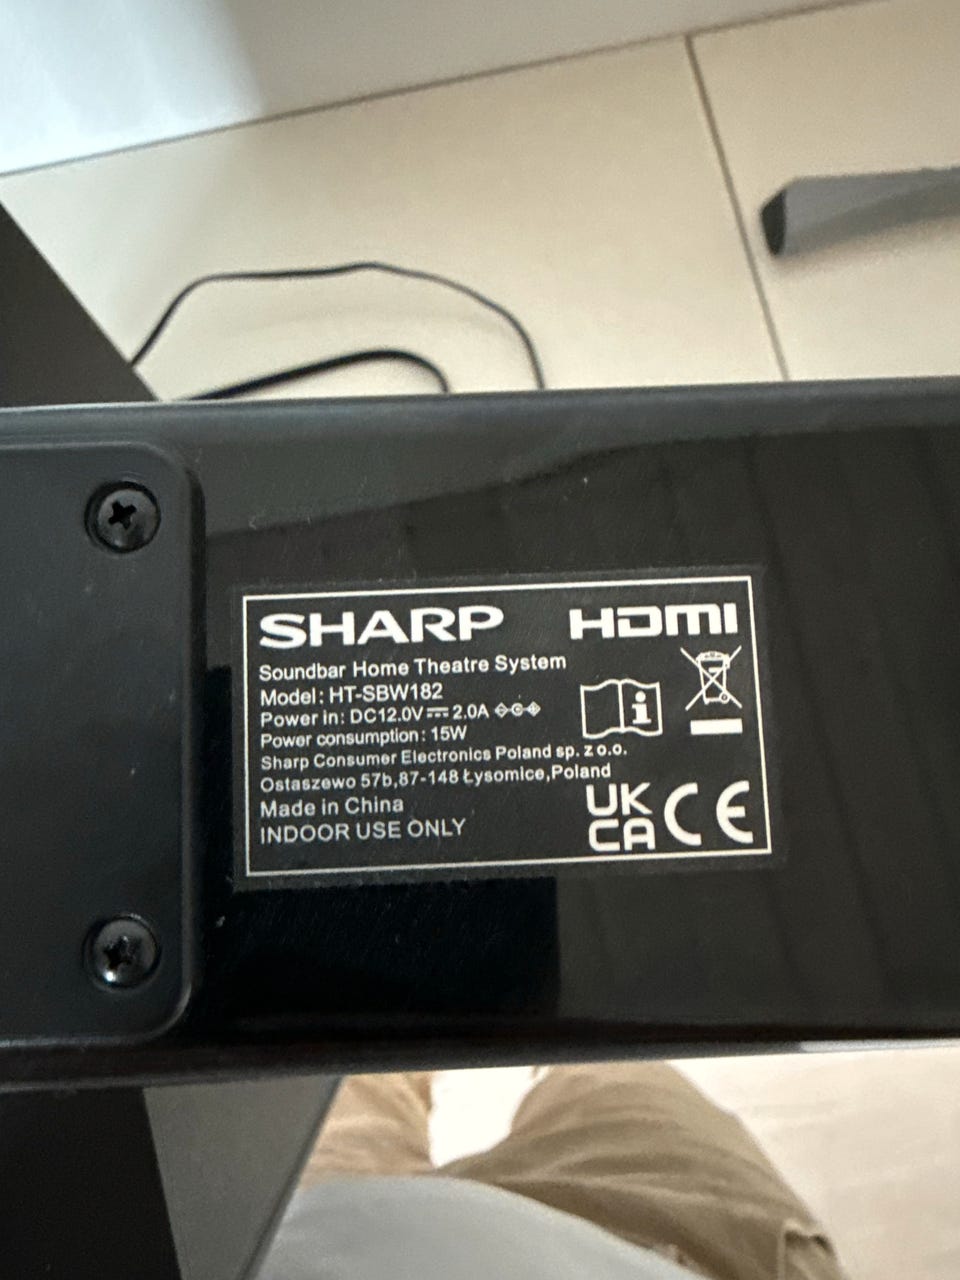 SHARP HDMI
Soundbar Home Theatre System
Model: HT-SBW182
Power in: DC12.0V⎓2.0A
Power consumption: 15W
Sharp Consumer Electronics Poland sp. z o.o.
Ostaszewo 57b,87-148 Łysomice,Poland
Made in China
INDOOR USE ONLY
UK
CA CE